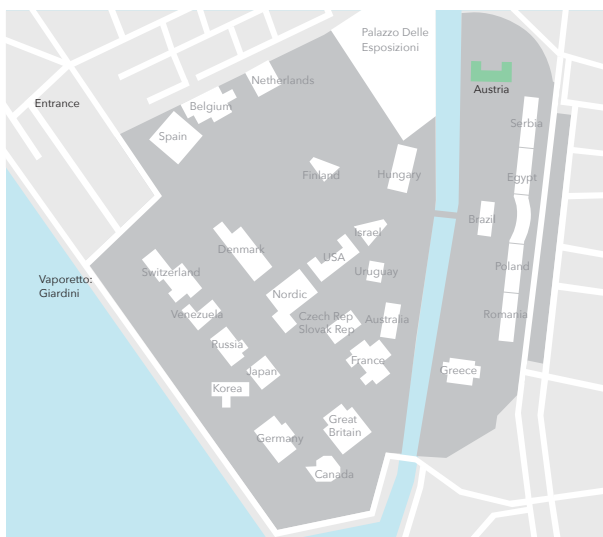 Palazzo Delle
Esposizioni
Netherlands
Austria
Entrance
Belgium
Serbia
Spain
Finland
Hungary
Egypt
Brazil
Israel
Denmark
USA
Switzerland
Uruguay
Poland
Vaporetto:
Giardini
Nordic
Venezuela
Czech Rep
Slovak Rep
Australia
Romania
Russia
France
Japan
Greece
Korea
Great
Britain
Germany
Canada